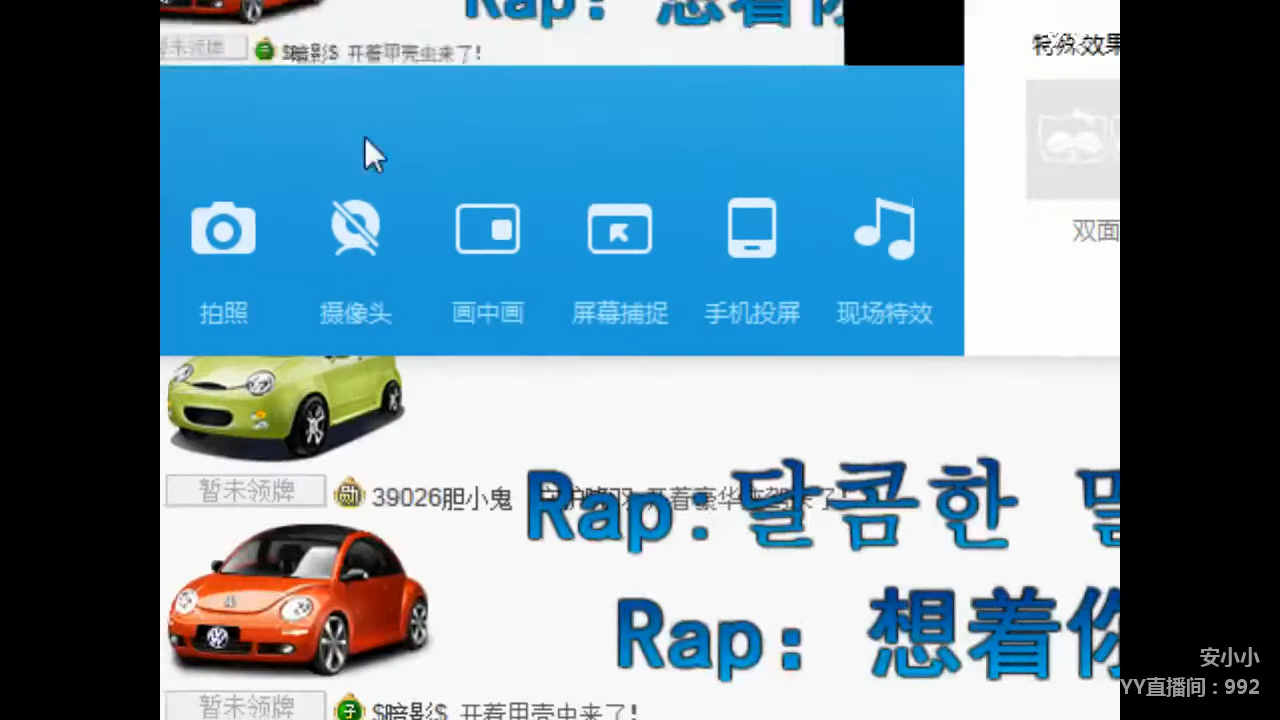 Rap: 想着你
暂未领牌 $暗影$ 开着甲壳虫来了!
特殊效果
双面
拍照 摄像头 画中画 屏幕捕捉 手机投屏 现场特效
暂未领牌 勋 39026胆小鬼 开着豪华
Rap.달콤한
Rap: 想着你
暂未领牌 子 $暗影$ 开着甲壳虫来了!
安小小
YY直播间:992